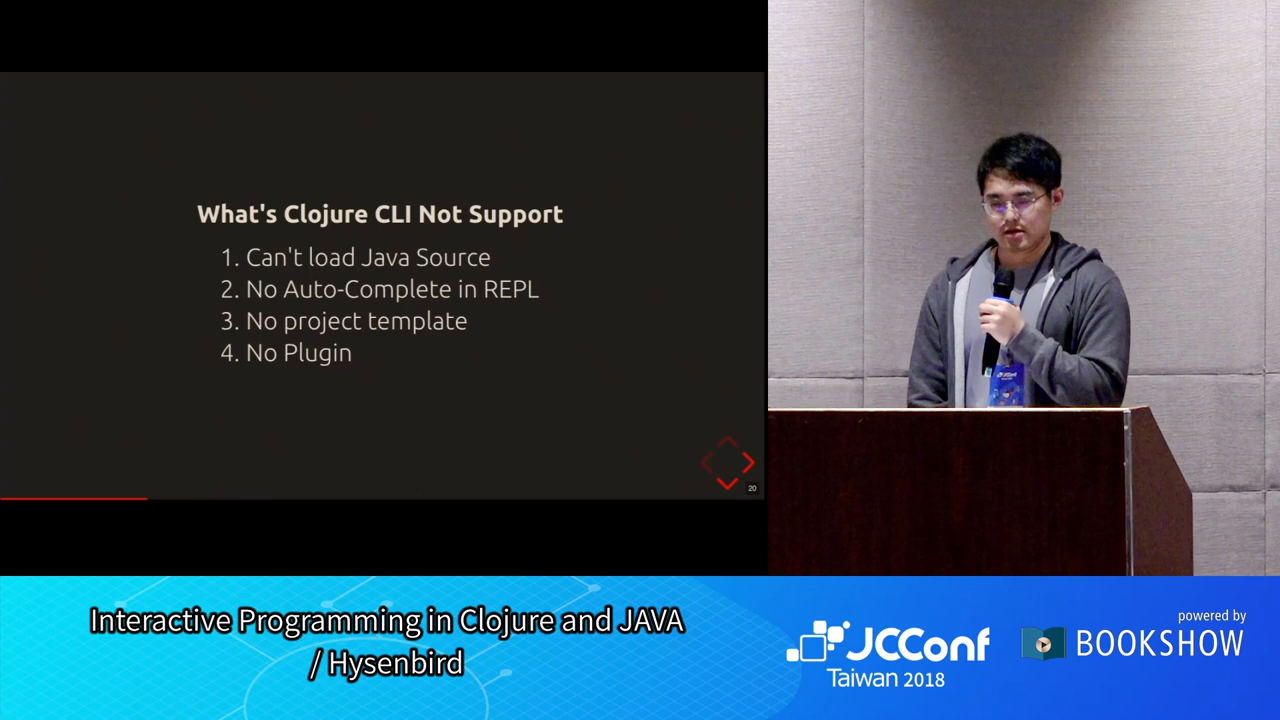 What's Clojure CLI Not Support
1. Can't load Java Source
2. No Auto-Complete in REPL
3. No project template
4. No Plugin
20
JCConf
Interactive Programming in Clojure and JAVA
/ Hysenbird
JCConf
Taiwan 2018
powered by
BOOKSHOW